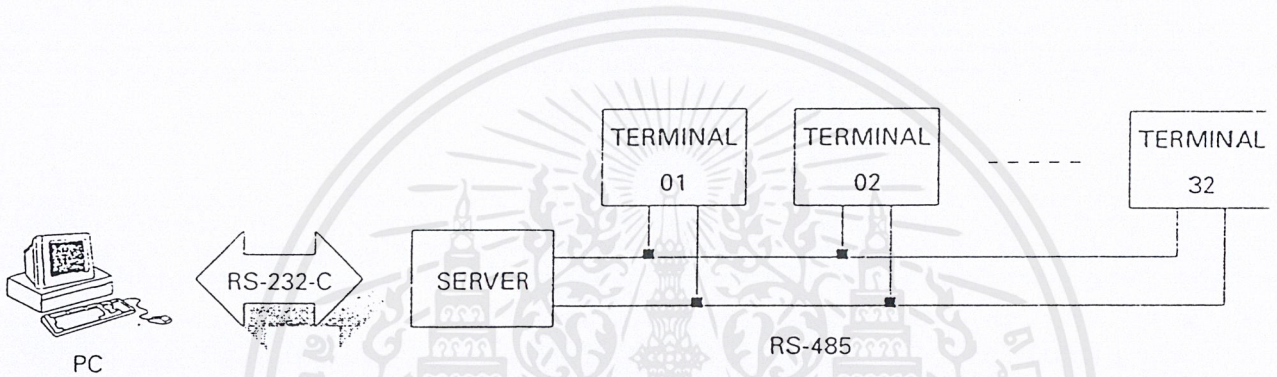 TERMINAL
01
TERMINAL
02
TERMINAL
32
RS-232-C
SERVER
RS-485
PC